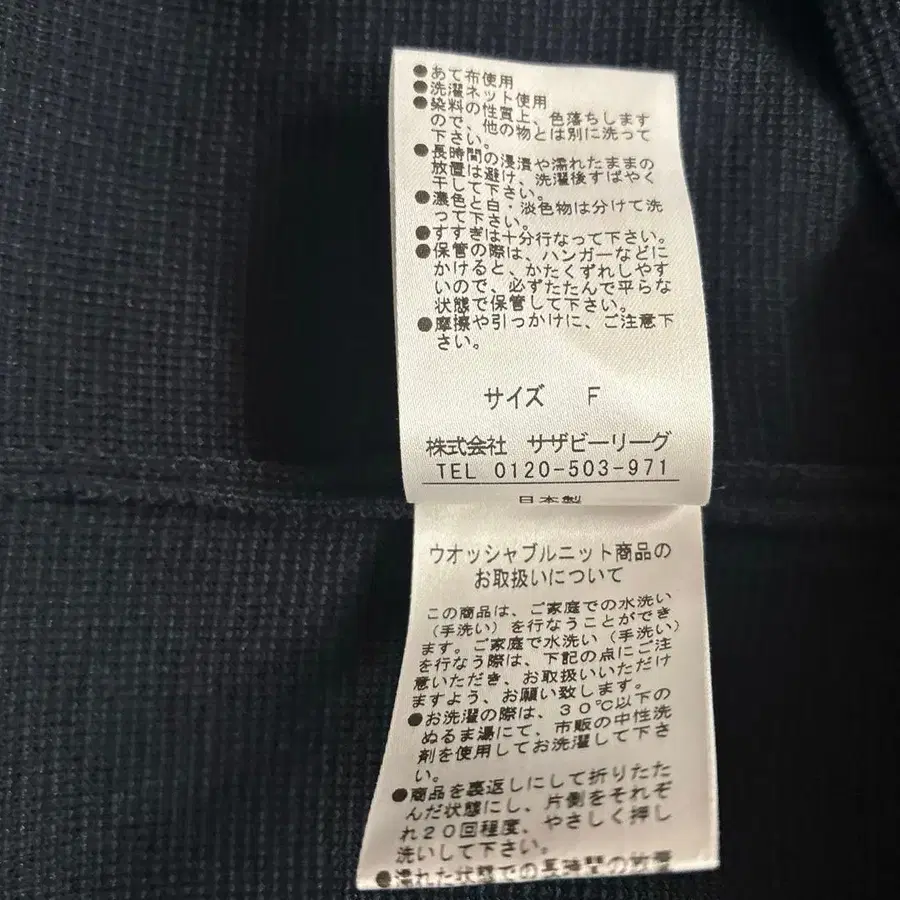 ●あて布使用
●洗濯ネット使用
●染料の性質上、色落ちします
ので、他の物とは別に洗って
下さい。
●長時間の浸漬や濡れたままの
放置は避け、洗濯後すばやく
干して下さい。
●濃色と白・淡色物は分けて洗
って下さい。
●すすぎは十分行なって下さい。
●保管の際は、ハンガーなどに
かけると、かたくずれしやす
いので、必ずたたんで平らな
状態で保管して下さい。
●摩擦や引っかけに、ご注意下
さい。
サイズ F
株式会社 サザビーリーグ
TEL 0120-503-971
日本製
ウオッシャブルニット商品の
お取扱いについて
この商品は、ご家庭での水洗い
(手洗い)を行なうことができ
ます。ご家庭で水洗い(手洗い)
を行なう際は、下記の点にご注
意いただき、お取扱いいただけ
ますよう、お願い致します。
●お洗濯の際は、30℃以下の
ぬるま湯にて、市販の中性洗
剤を使用してお洗濯して下さ
い。
●商品を裏返しにして折りたた
んだ状態にし、片側をそれぞ
れ20回程度、やさしく押し
洗いして下さい。
●濡れた状態での長時間の放置